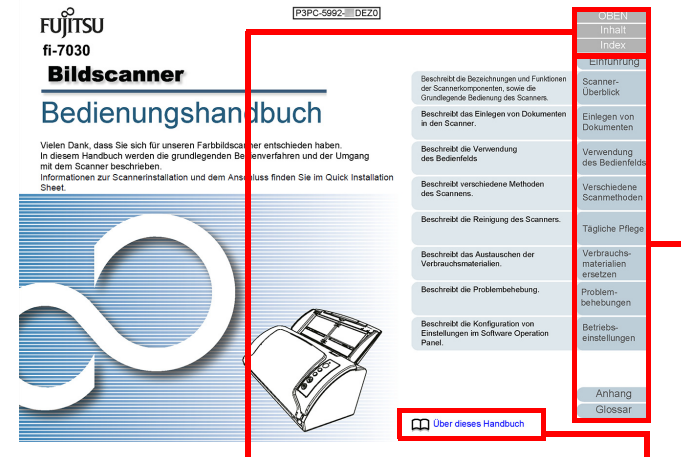 P3PC-5992- DEZ0
FUJITSU
fi-7030
Bildscanner
Bedienungshandbuch
Vielen Dank, dass Sie sich für unseren Farbbildscanner entschieden haben.
In diesem Handbuch werden die grundlegenden Bedienverfahren und der Umgang
mit dem Scanner beschrieben.
Informationen zur Scannerinstallation und dem Anschluss finden Sie im Quick Installation
Sheet.
OBEN
Inhalt
Index
Einführung
Beschreibt die Bezeichnungen und Funktionen
der Scannerkomponenten, sowie die
Grundlegende Bedienung des Scanners.
Scanner-
Überblick
Beschreibt das Einlegen von Dokumenten
in den Scanner.
Einlegen von
Dokumenten
Beschreibt die Verwendung
des Bedienfelds
Verwendung
des Bedienfelds
Beschreibt verschiedene Methoden
des Scannens.
Verschiedene
Scanmethoden
Beschreibt die Reinigung des Scanners.
Tägliche Pflege
Beschreibt das Austauschen der
Verbrauchsmaterialien.
Verbrauchs-
materialien
ersetzen
Beschreibt die Problembehebung.
Problem-
behebungen
Beschreibt die Konfiguration von
Einstellungen im Software Operation
Panel.
Betriebs-
einstellungen
Anhang
Glossar
Über dieses Handbuch